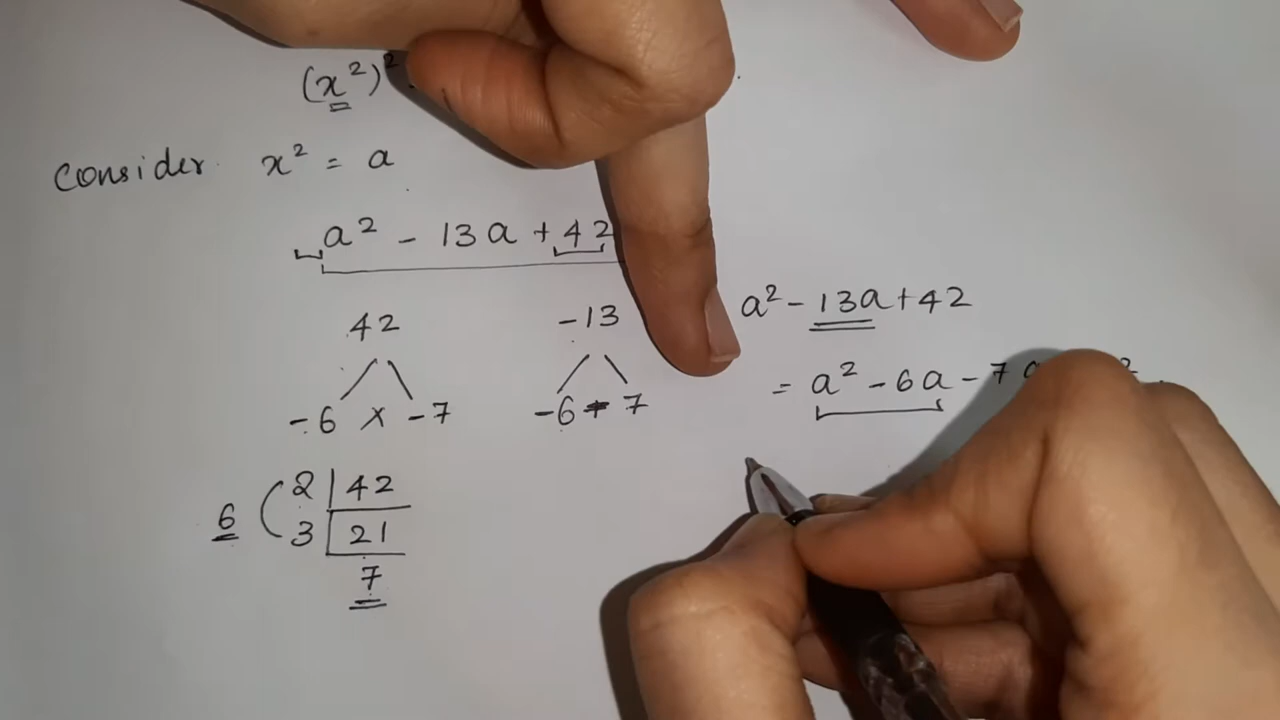 (x²)²
Consider x² = a
a² - 13a + 42
42 -13
-6 × -7 -6 - 7
a² - 13a + 42
= a² - 6a - 7
6 ( 2 | 42
3 | 21
7